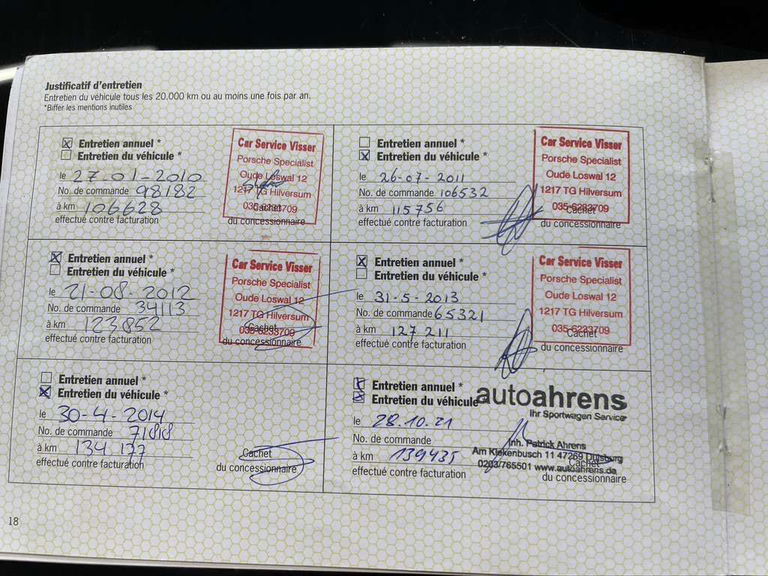 Justificatif d'entretien
Entretien du véhicule tous les 20.000 km ou au moins une fois par an.
*Biffer les mentions inutiles
Entretien annuel *
Entretien du véhicule *
le 27-01-2010
No. de commande 98182
à km 106628
effectué contre facturation
Car Service Visser
Porsche Specialist
Oude Loswal 12
1217 TG Hilversum
035-6233709
Cachet
du concessionnaire
Entretien annuel *
Entretien du véhicule *
le 26-07-2011
No. de commande 106532
à km 115756
effectué contre facturation
Car Service Visser
Porsche Specialist
Oude Loswal 12
1217 TG Hilversum
035-6233709
Cachet
du concessionnaire
Entretien annuel *
Entretien du véhicule *
le 21-08-2012
No. de commande 34113
à km 123852
effectué contre facturation
Car Service Visser
Porsche Specialist
Oude Loswal 12
1217 TG Hilversum
035-6233709
Cachet
du concessionnaire
Entretien annuel *
Entretien du véhicule *
le 31-5-2013
No. de commande 65321
à km 127211
effectué contre facturation
Car Service Visser
Porsche Specialist
Oude Loswal 12
1217 TG Hilversum
035-6233709
Cachet
du concessionnaire
Entretien annuel *
Entretien du véhicule *
le 30-4-2014
No. de commande 71818
à km 134177
effectué contre facturation
Cachet
du concessionnaire
Entretien annuel *
Entretien du véhicule
le 28.10.21
No. de commande
à km 139435
effectué contre facturation
autoahrens
Ihr Sportwagen Service
Inh. Patrick Ahrens
Am Kiekenbusch 11 47269 Duisburg
0203/765501 www.autoahrens.de
Cachet
du concessionnaire
18